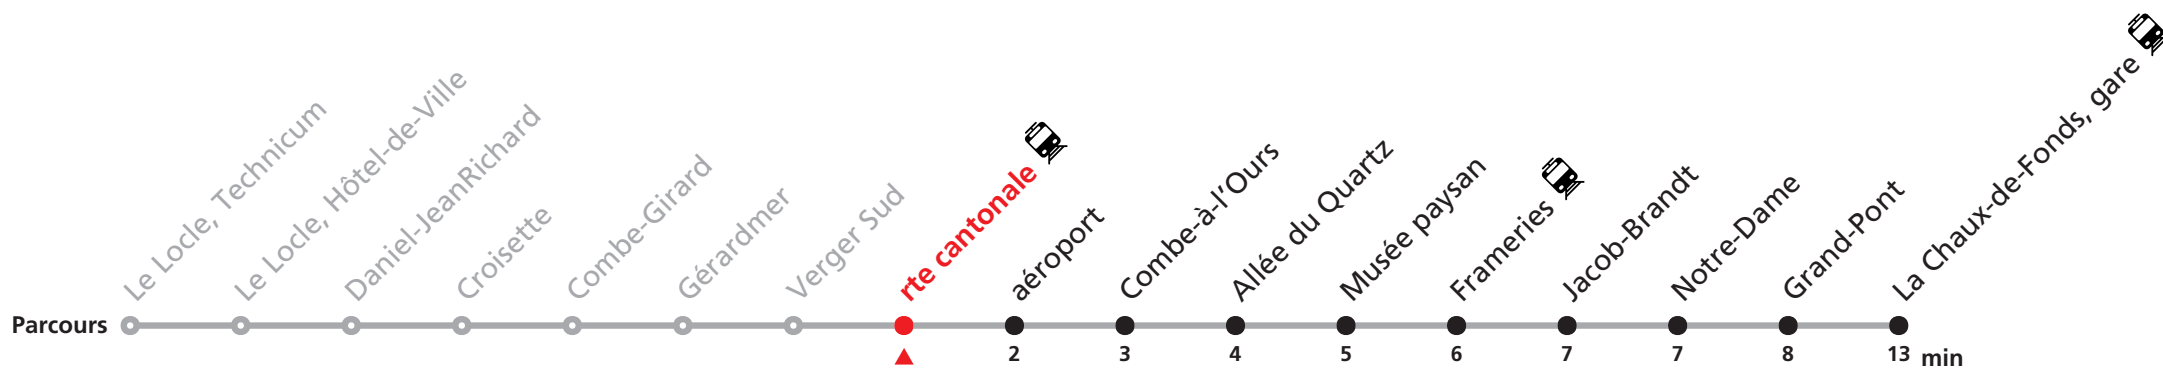 Le Locle, Technicum
Le Locle, Hôtel-de-Ville
Daniel-JeanRichard
Croisette
Combe-Girard
Gérardmer
Verger Sud
rte cantonale
aéroport
Combe-à-l'Ours
Allée du Quartz
Musée paysan
Frameries
Jacob-Brandt
Notre-Dame
Grand-Pont
La Chaux-de-Fonds, gare
Parcours
2 3 4 5 6 7 7 8 13 min